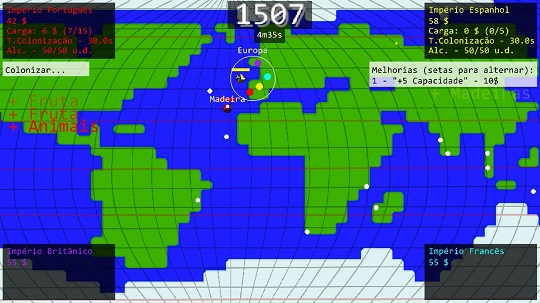 Império Português
42 $
Carga: 6 $ (7/15)
T.Colonização - 30.0s
Alc. - 50/50 u.d.
1507
4m35s
Império Espanhol
58 $
Carga: 0 $ (0/5)
T.Colonização - 30.0s
Alc. - 50/50 u.d.
Europe
Colonizar...
Melhorias (setas para alternar):
1 - "+5 Capacidade" - 10$
Madeira
+ Fruta
+ Fruta
+ Animais
Império Britânico
55 $
Império Francês
55 $